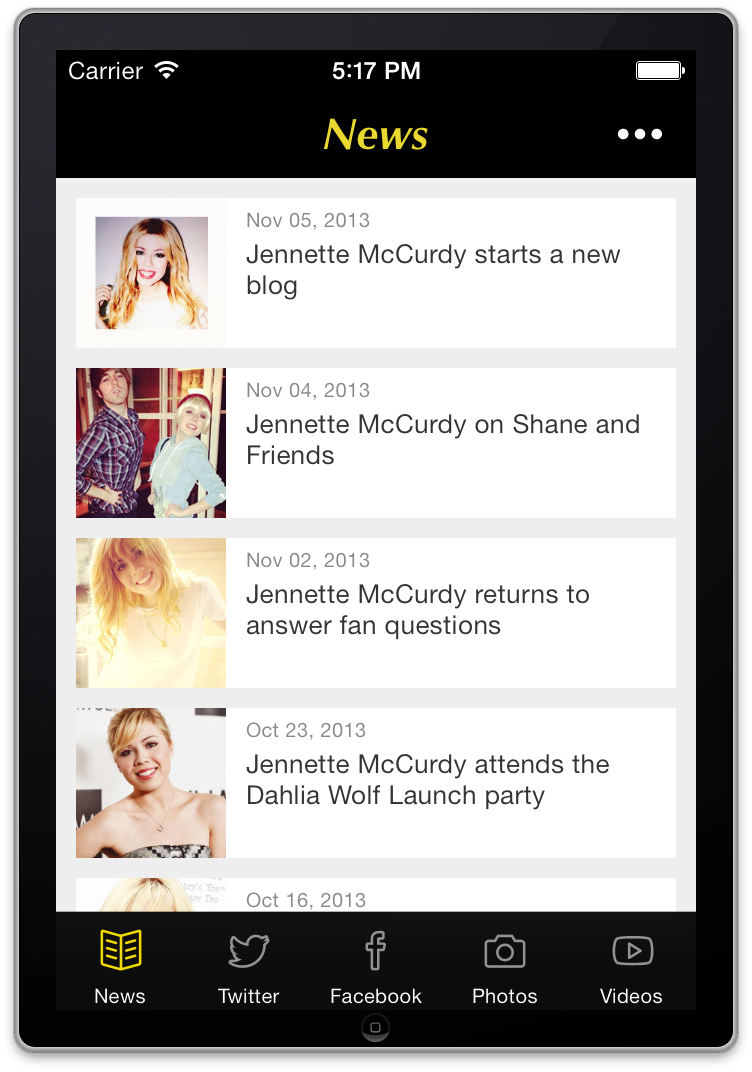 Carrier 5:17 PM
News
Nov 05, 2013
Jennette McCurdy starts a new
blog
Nov 04, 2013
Jennette McCurdy on Shane and
Friends
Nov 02, 2013
Jennette McCurdy returns to
answer fan questions
Oct 23, 2013
Jennette McCurdy attends the
Dahlia Wolf Launch party
Oct 16, 2013
News Twitter Facebook Photos Videos